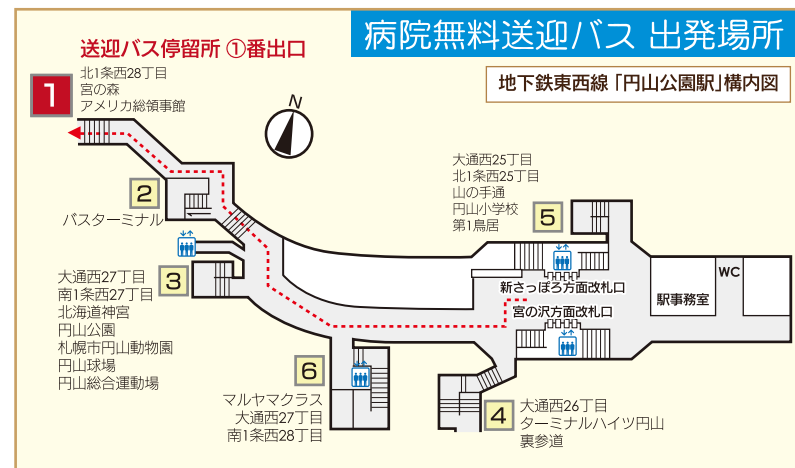 病院無料送迎バス 出発場所
地下鉄東西線「円山公園駅」構内図
送迎バス停留所 ①番出口
1
北1条西28丁目
宮の森
アメリカ総領事館
N
2
バスターミナル
3
大通西27丁目
南1条西27丁目
北海道神宮
円山公園
札幌市円山動物園
円山球場
円山総合運動場
大通西25丁目
北1条西25丁目
山の手通
円山小学校
第1鳥居
5
新さっぽろ方面改札口
宮の沢方面改札口
駅事務室
WC
6
マルヤマクラス
大通西27丁目
南1条西28丁目
4
大通西26丁目
ターミナルハイツ円山
裏参道